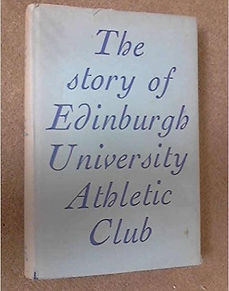 The
story of
Edinburgh
University
Athletic
Club